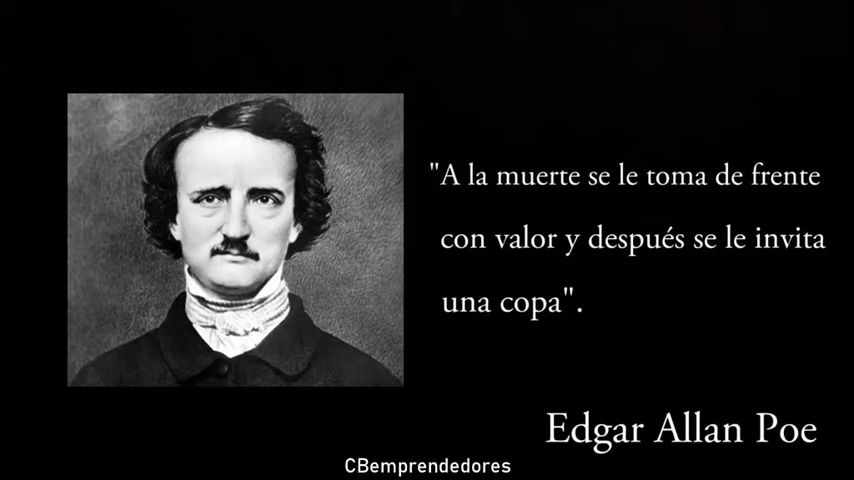 "A la muerte se le toma de frente
con valor y después se le invita
una copa".
Edgar Allan Poe
CBemprendedores